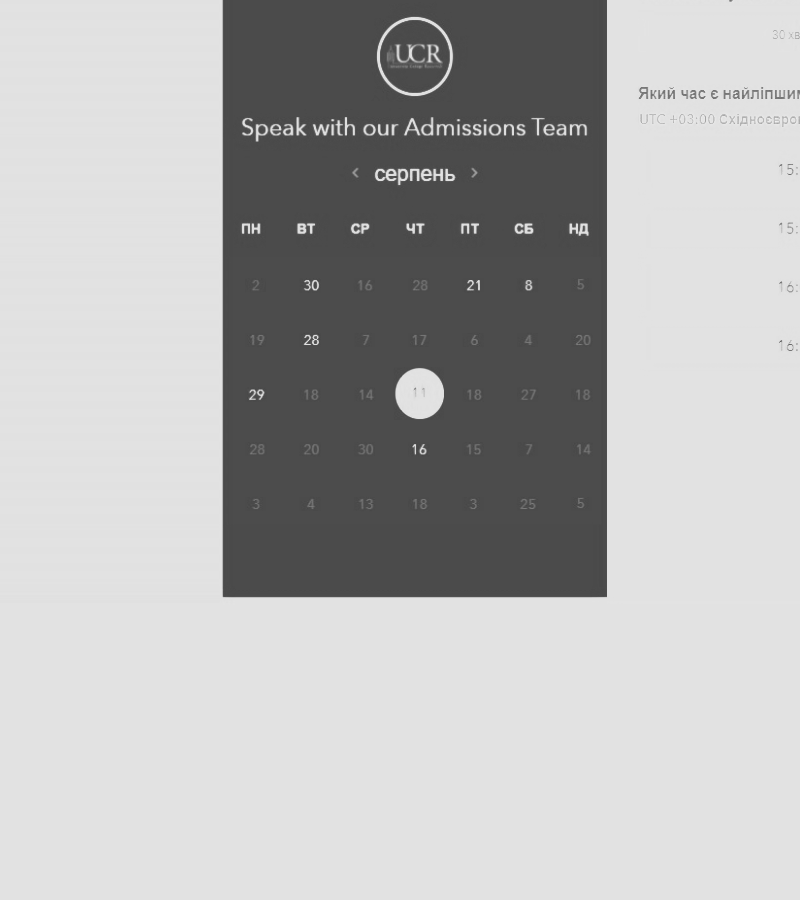 UCR
Speak with our Admissions Team
серпень
ПН ВТ СР ЧТ ПТ СБ НД
2 30 16 28 21 8 5
19 28 7 17 6 4 20
29 18 14 11 18 27 18
28 20 30 16 15 7 14
3 4 13 18 3 25 5
30 хв
Який час є найліпшим
UTC +03:00 Східноєвро
15:
15:
16:
16: